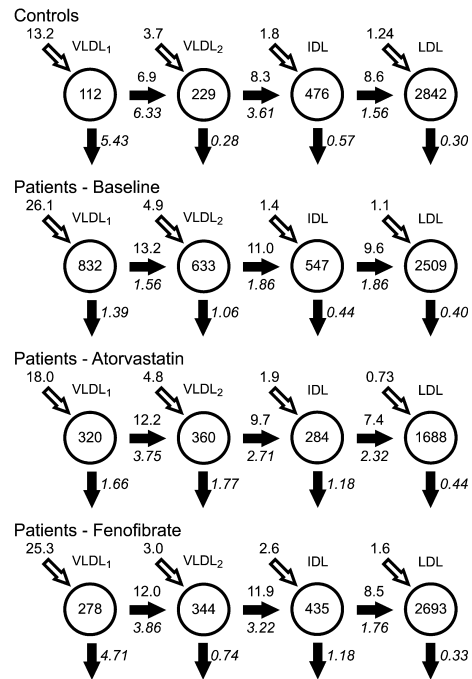 Controls
13.2 VLDL₁ 3.7 VLDL₂ 1.8 IDL 1.24 LDL
112 6.9 229 8.3 476 8.6 2842
6.33 3.61 1.56
5.43 0.28 0.57 0.30
Patients - Baseline
26.1 VLDL₁ 4.9 VLDL₂ 1.4 IDL 1.1 LDL
832 13.2 633 11.0 547 9.6 2509
1.56 1.86 1.86
1.39 1.06 0.44 0.40
Patients - Atorvastatin
18.0 VLDL₁ 4.8 VLDL₂ 1.9 IDL 0.73 LDL
320 12.2 360 9.7 284 7.4 1688
3.75 2.71 2.32
1.66 1.77 1.18 0.44
Patients - Fenofibrate
25.3 VLDL₁ 3.0 VLDL₂ 2.6 IDL 1.6 LDL
278 12.0 344 11.9 435 8.5 2693
3.86 3.22 1.76
4.71 0.74 1.18 0.33